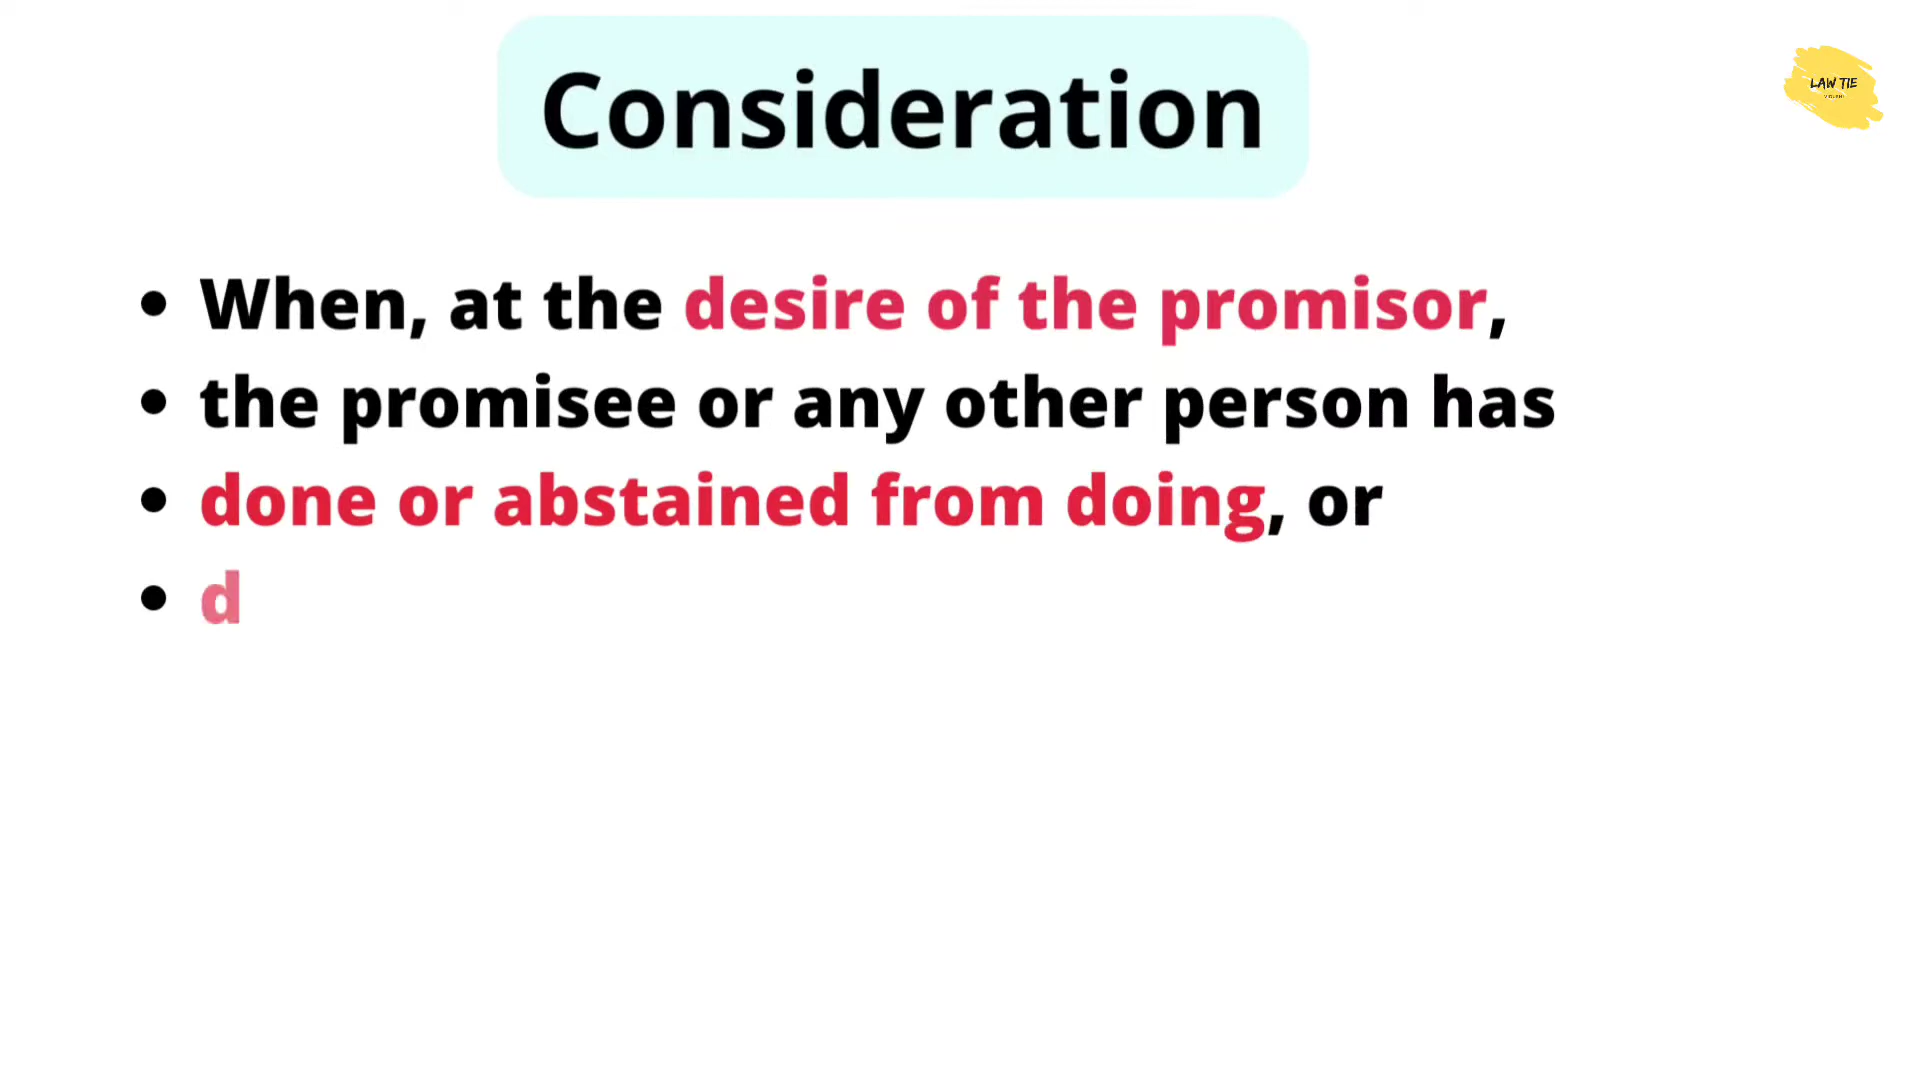 Consideration
LAW TIE
• When, at the desire of the promisor,
• the promisee or any other person has
• done or abstained from doing, or
• d